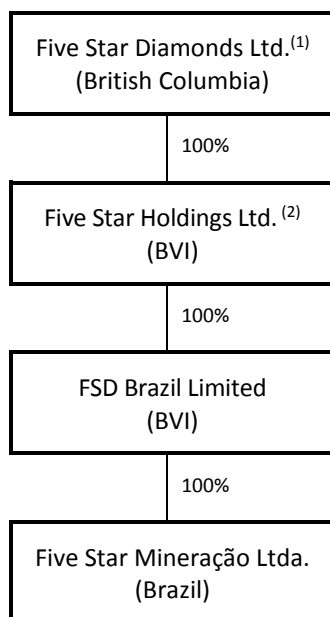 Five Star Diamonds Ltd.(1)
(British Columbia)
100%
Five Star Holdings Ltd. (2)
(BVI)
100%
FSD Brazil Limited
(BVI)
100%
Five Star Mineração Ltda.
(Brazil)